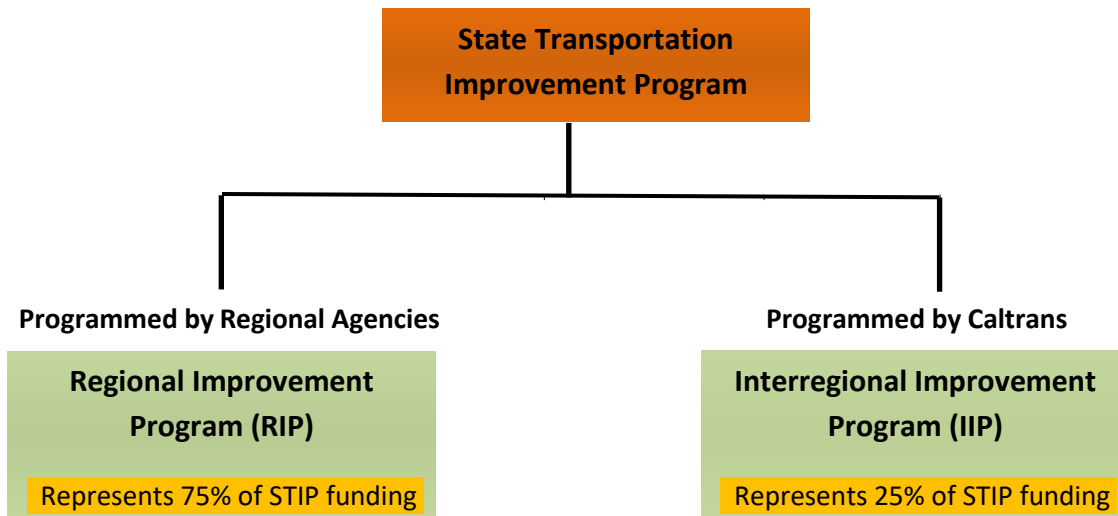 State Transportation
Improvement Program
Programmed by Regional Agencies
Programmed by Caltrans
Regional Improvement
Program (RIP)
Represents 75% of STIP funding
Interregional Improvement
Program (IIP)
Represents 25% of STIP funding